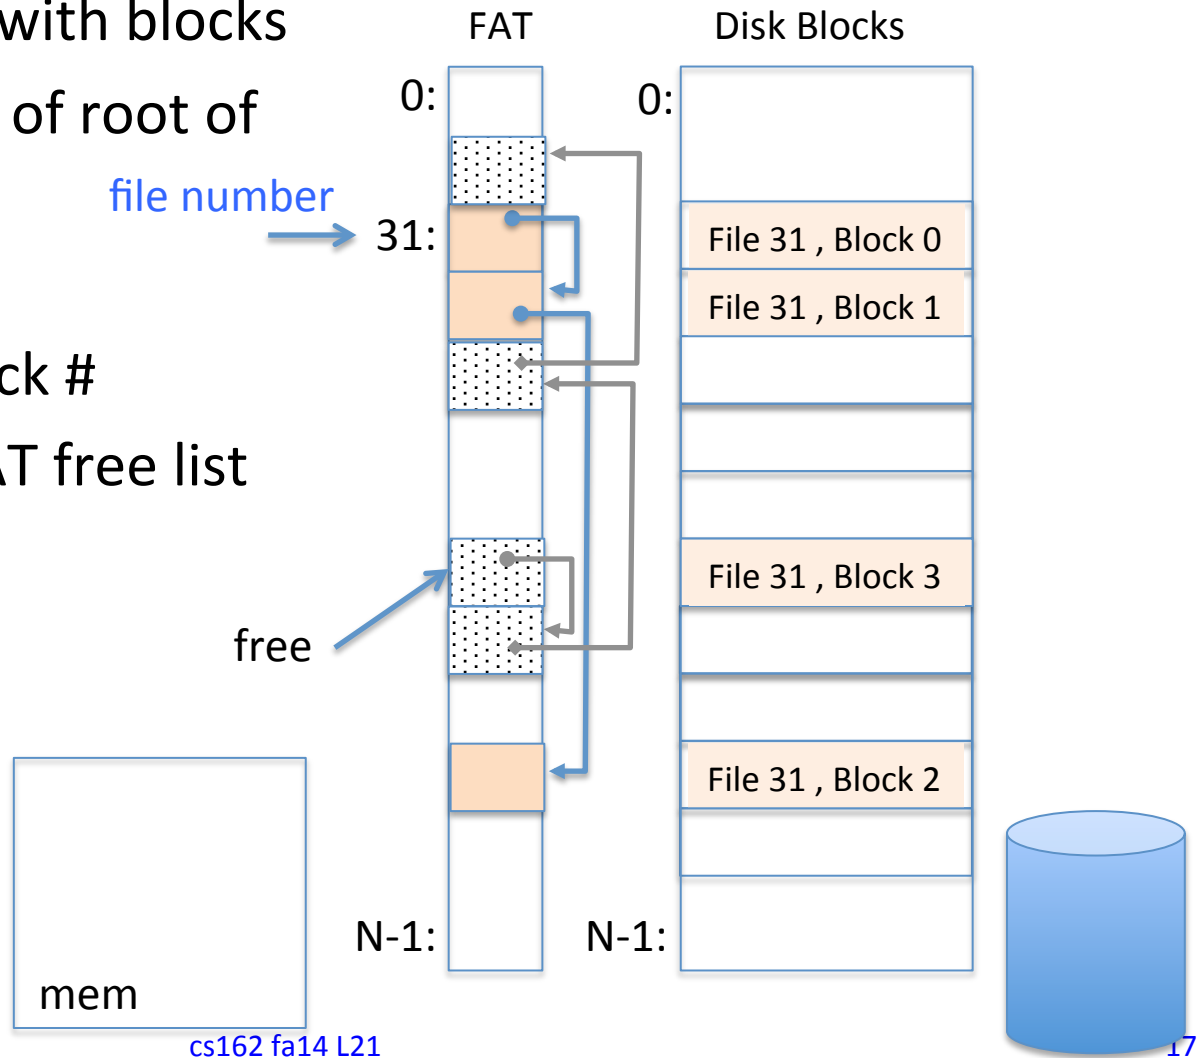 with blocks
of root of
file number
ck #
AT free list
free
mem
FAT
0:
31:
N-1:
Disk Blocks
0:
File 31 , Block 0
File 31 , Block 1
File 31 , Block 3
File 31 , Block 2
N-1:
cs162 fa14 L21
17